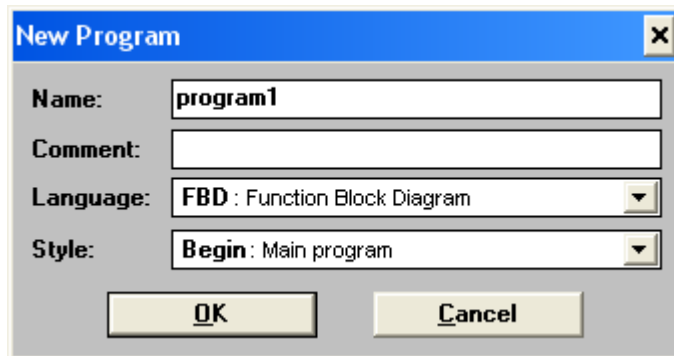 New Program
Name: program1
Comment:
Language: FBD : Function Block Diagram
Style: Begin : Main program
OK Cancel